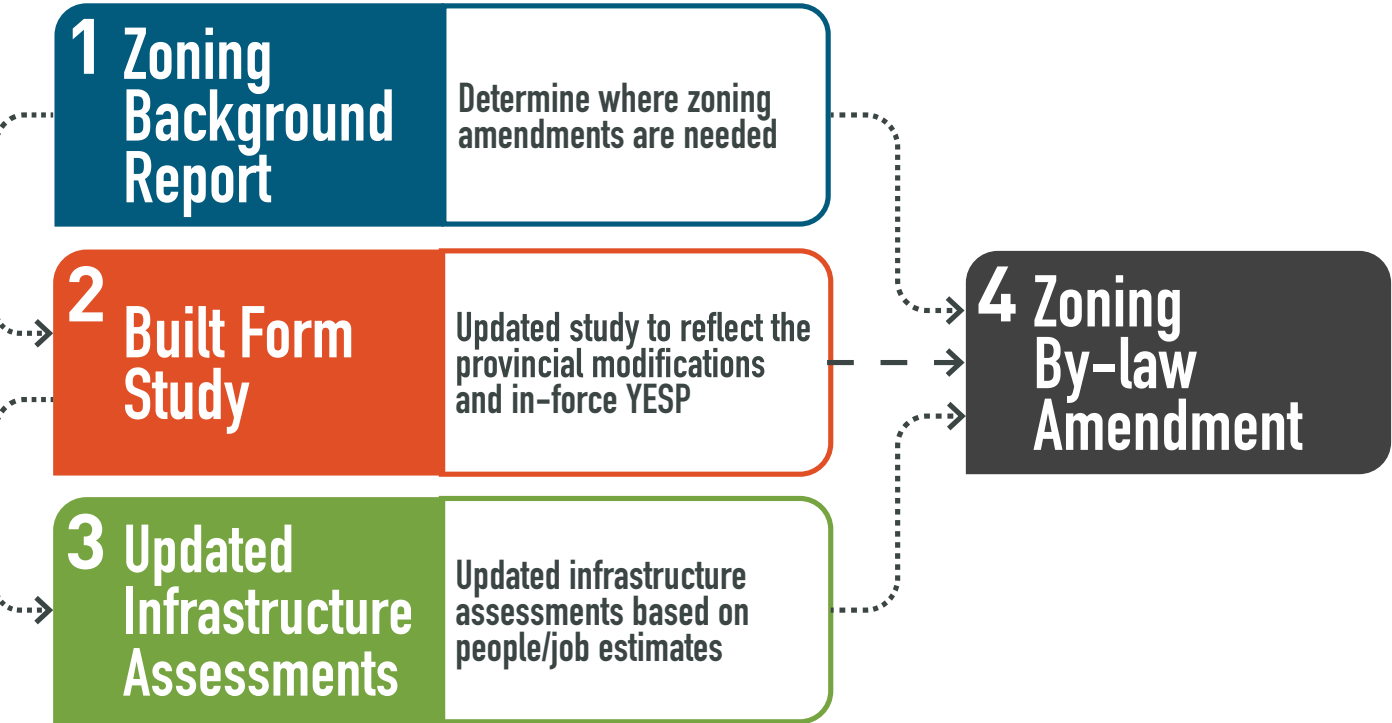 1 Zoning
Background
Report
Determine where zoning
amendments are needed
2 Built Form
Study
Updated study to reflect the
provincial modifications
and in-force YESP
3 Updated
Infrastructure
Assessments
Updated infrastructure
assessments based on
people/job estimates
4 Zoning
By-law
Amendment